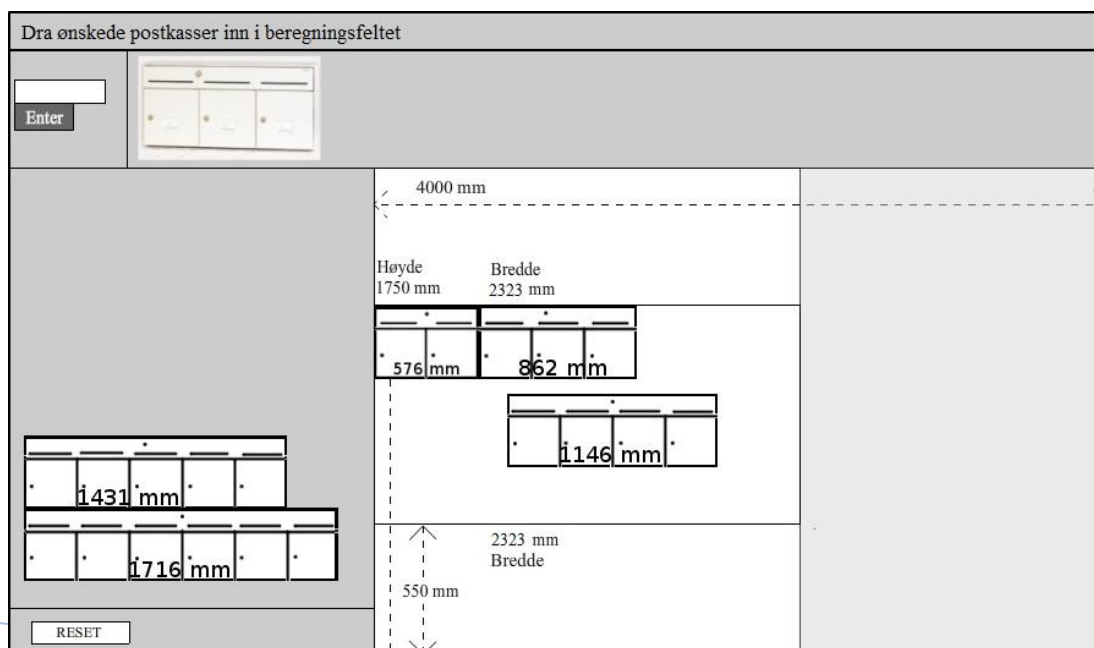 Dra ønskede postkasser inn i beregningsfeltet
Enter
4000 mm
Høyde
1750 mm
Bredde
2323 mm
576 mm
862 mm
1146 mm
1431 mm
1716 mm
2323 mm
Bredde
550 mm
RESET